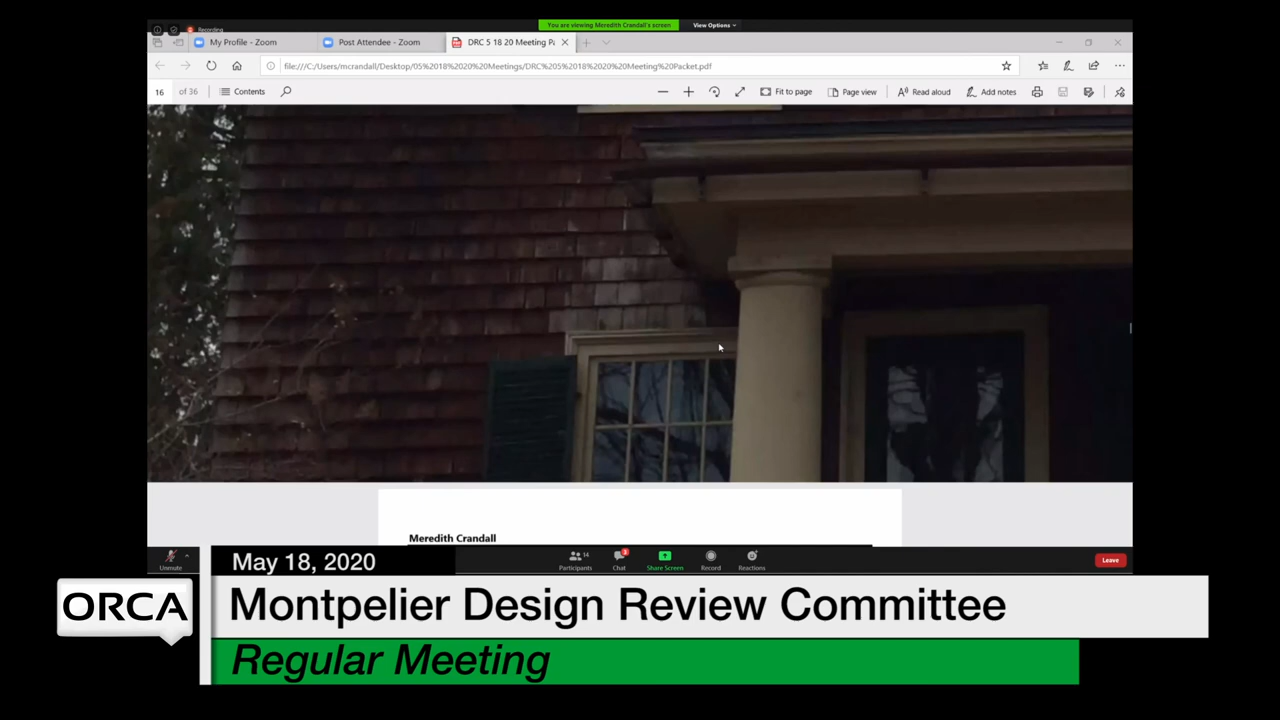 Recording
You are viewing Meredith Crandall's screen
View Options
My Profile - Zoom
Post Attendee - Zoom
DRC 5 18 20 Meeting Pa
file:///C:/Users/mcrandall/Desktop/05%2018%2020%20Meetings/DRC%205%2018%2020%20Meeting%20Packet.pdf
16 of 36
Contents
Fit to page
Page view
Read aloud
Add notes
Meredith Crandall
Unmute
14
Participants
Chat
Share Screen
Record
Reactions
Leave
May 18, 2020
ORCA
Montpelier Design Review Committee
Regular Meeting